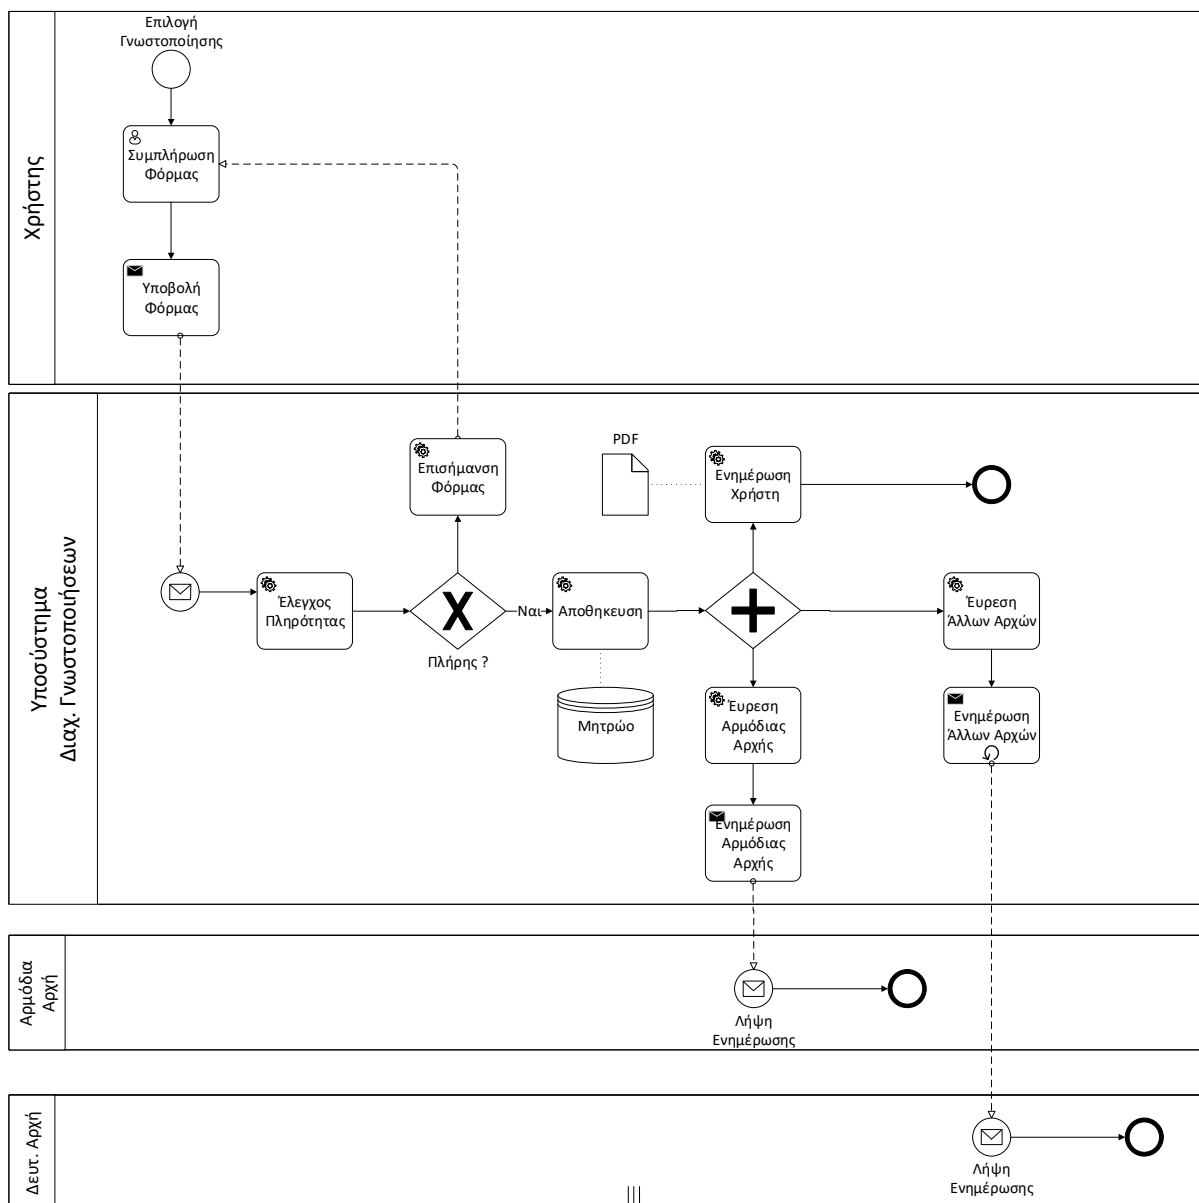 Επιλογή
Γνωστοποίησης
Χρήστης
Συμπλήρωση
Φόρμας
Υποβολή
Φόρμας
Υποσύστημα
Διαχ. Γνωστοποιήσεων
Επισήμανση
Φόρμας
PDF
Ενημέρωση
Χρήστη
Έλεγχος
Πληρότητας
Πλήρης ?
Ναι
Αποθηκευση
Μητρώο
Έυρεση
Άλλων Αρχών
Ενημέρωση
Άλλων Αρχών
Έυρεση
Αρμόδιας
Αρχής
Ενημέρωση
Αρμόδιας
Αρχής
Αρμόδια
Αρχή
Λήψη
Ενημέρωσης
Δευτ. Αρχή
Λήψη
Ενημέρωσης